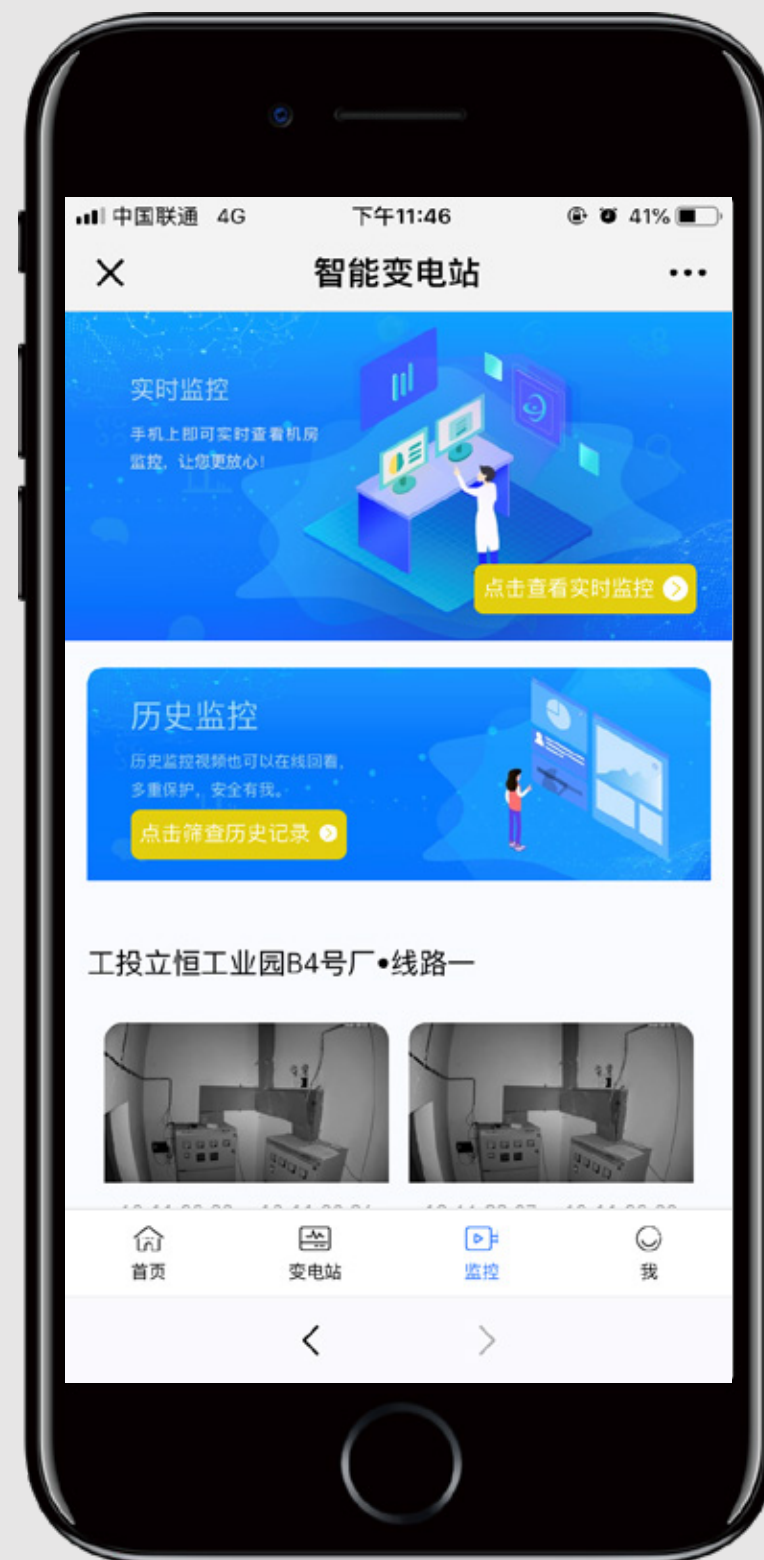 中国联通 4G 下午11:46 41%
智能变电站
实时监控
手机上即可实时查看机房
监控，让您更放心！
点击查看实时监控
历史监控
历史监控视频也可以在线回看，
多重保护，安全有我。
点击筛查历史记录
工投立恒工业园B4号厂•线路一
首页 变电站 监控 我